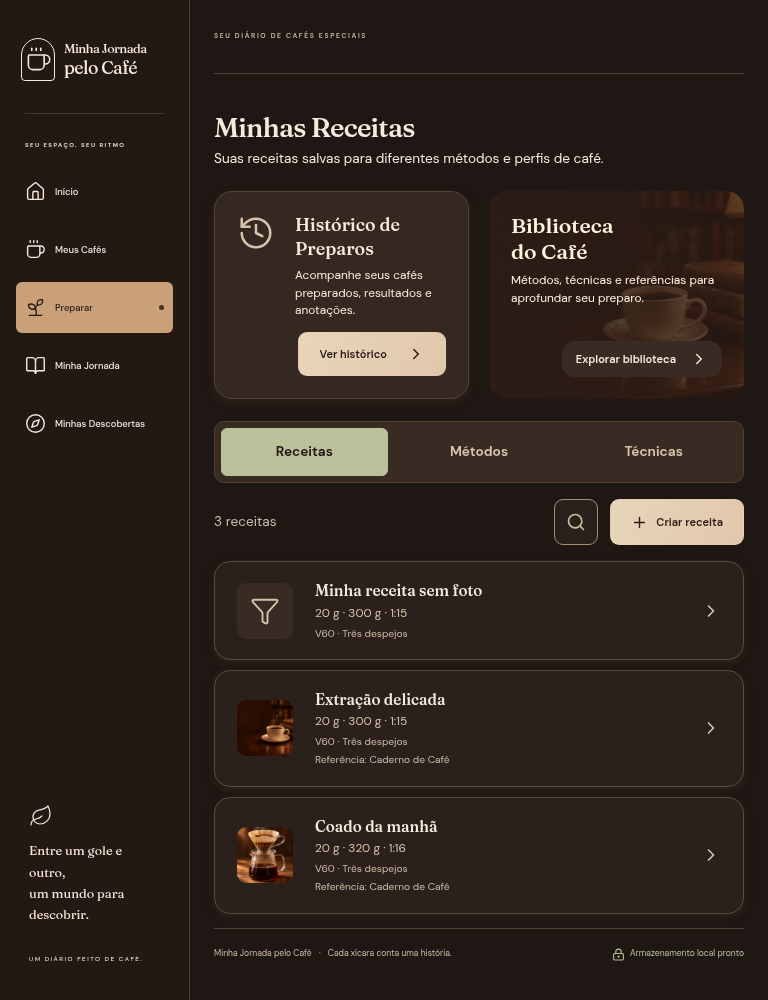 Minha Jornada
pelo Café
SEU ESPAÇO, SEU RITMO
Início
Meus Cafés
Preparar
Minha Jornada
Minhas Descobertas
Entre um gole e
outro,
um mundo para
descobrir.
UM DIÁRIO FEITO DE CAFÉ.
SEU DIÁRIO DE CAFÉS ESPECIAIS
Minhas Receitas
Suas receitas salvas para diferentes métodos e perfis de café.
Histórico de
Preparos
Acompanhe seus cafés
preparados, resultados e
anotações.
Ver histórico
Biblioteca
do Café
Métodos, técnicas e referências para
aprofundar seu preparo.
Explorar biblioteca
Receitas
Métodos
Técnicas
3 receitas
Criar receita
Minha receita sem foto
20 g · 300 g · 1:15
V60 · Três despejos
Extração delicada
20 g · 300 g · 1:15
V60 · Três despejos
Referência: Caderno de Café
Coado da manhã
20 g · 320 g · 1:16
V60 · Três despejos
Referência: Caderno de Café
Minha Jornada pelo Café · Cada xícara conta uma história.
Armazenamento local pronto